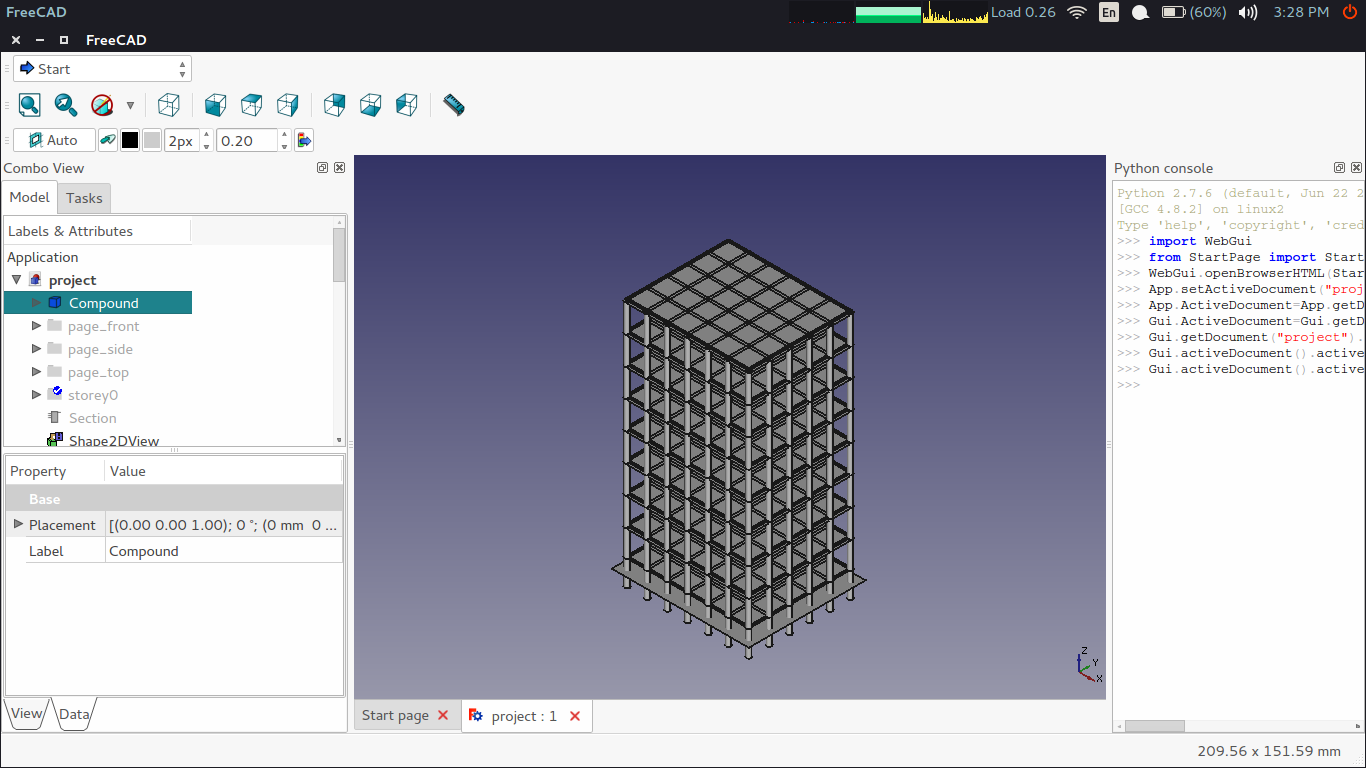 FreeCAD
Load 0.26
En
(60%)
3:28 PM
FreeCAD
Start
Auto
2px
0.20
Combo View
Model
Tasks
Labels & Attributes
Application
project
Compound
page_front
page_side
page_top
storey0
Section
Shape2DView
Property Value
Base
Placement [(0.00 0.00 1.00); 0 °; (0 mm 0 ...
Label Compound
View
Data
Z
Y
X
Start page
project : 1
Python console
Python 2.7.6 (default, Jun 22 2
[GCC 4.8.2] on linux2
Type 'help', 'copyright', 'cred
>>> import WebGui
>>> from StartPage import Start
>>> WebGui.openBrowserHTML(Star
>>> App.setActiveDocument("proj
>>> App.ActiveDocument=App.getD
>>> Gui.ActiveDocument=Gui.getD
>>> Gui.getDocument("project").
>>> Gui.activeDocument().active
>>> Gui.activeDocument().active
>>>
209.56 x 151.59 mm